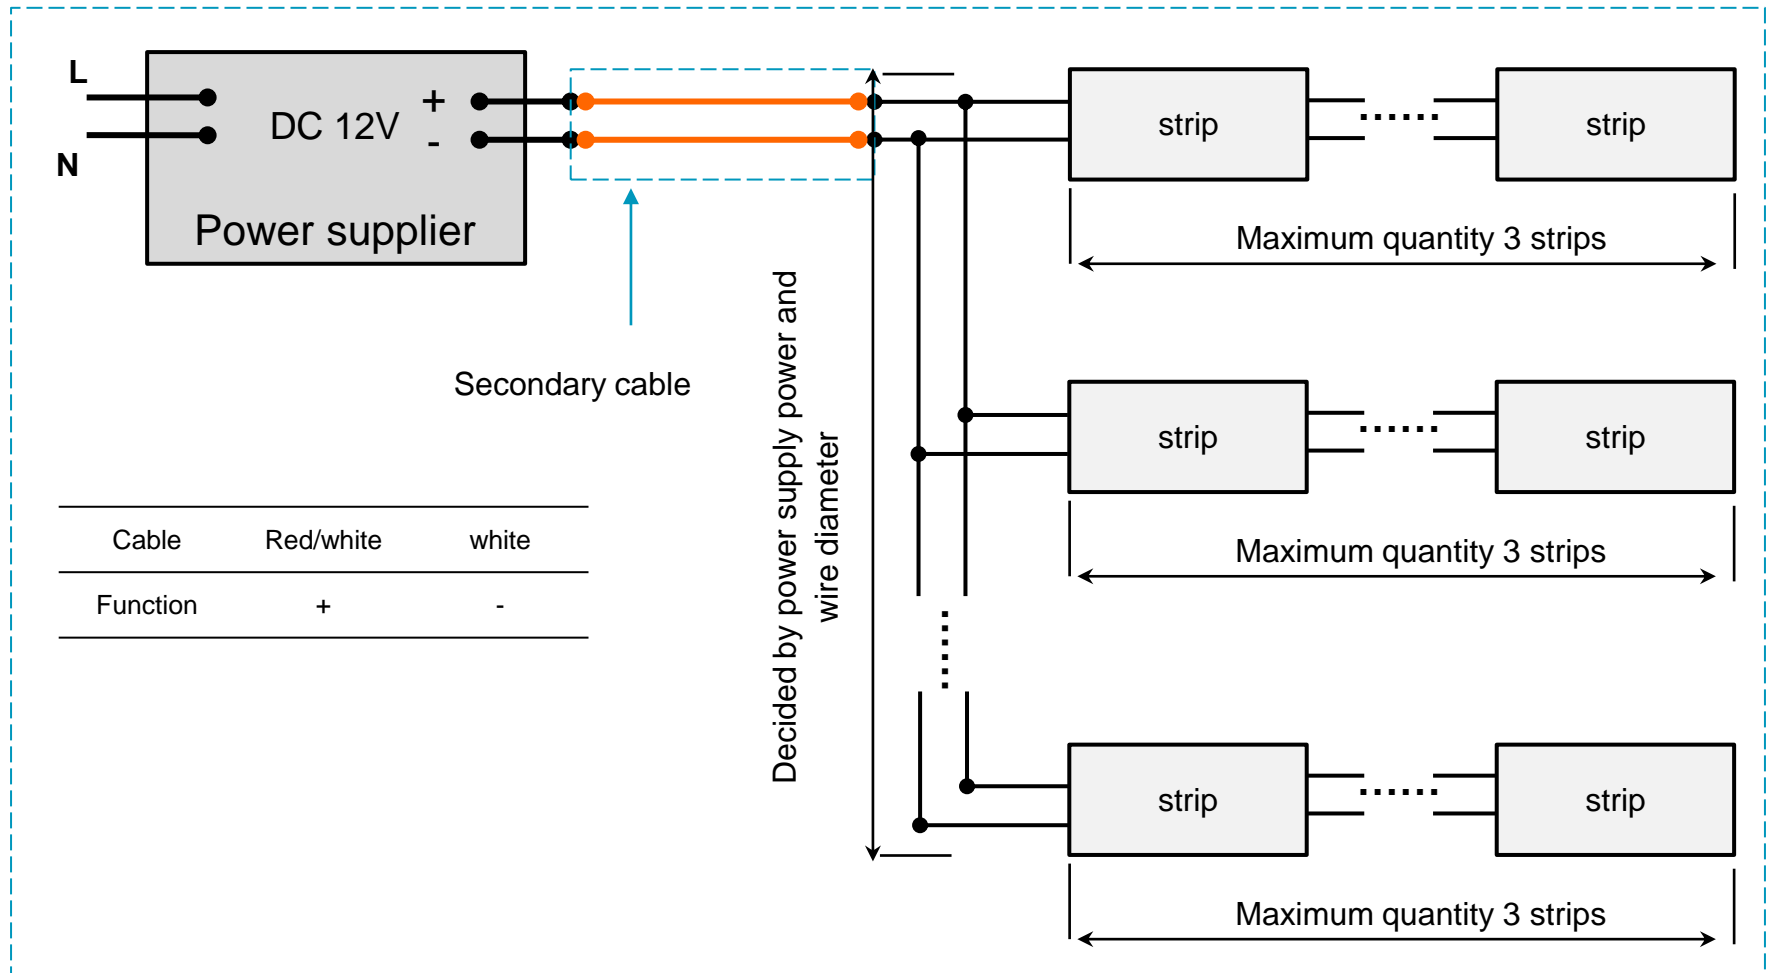 L
N
DC 12V
+
-
Power supplier
Secondary cable
strip
strip
Maximum quantity 3 strips
Decided by power supply power and
wire diameter
strip
strip
Maximum quantity 3 strips
Cable Red/white white
Function + -
strip
strip
Maximum quantity 3 strips